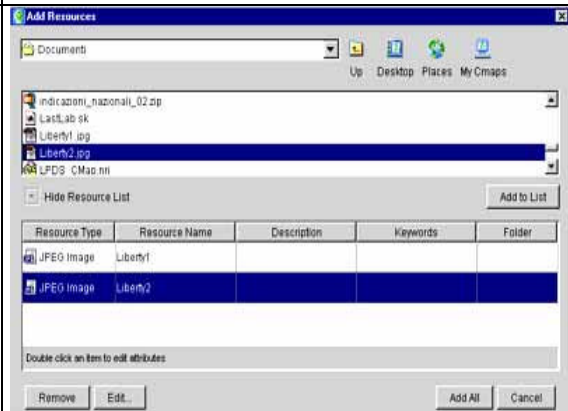 Add Resources
Documenti
Up Desktop Places My Cmaps
indicazioni_nazionali_02.zip
LastLab.sk
Liberty1.jpg
Liberty2.jpg
LPDS_CMap.nri
Hide Resource List Add to List
Resource Type Resource Name Description Keywords Folder
JPEG Image Liberty1
JPEG Image Liberty2
Double click an item to edit attributes
Remove Edit... Add All Cancel